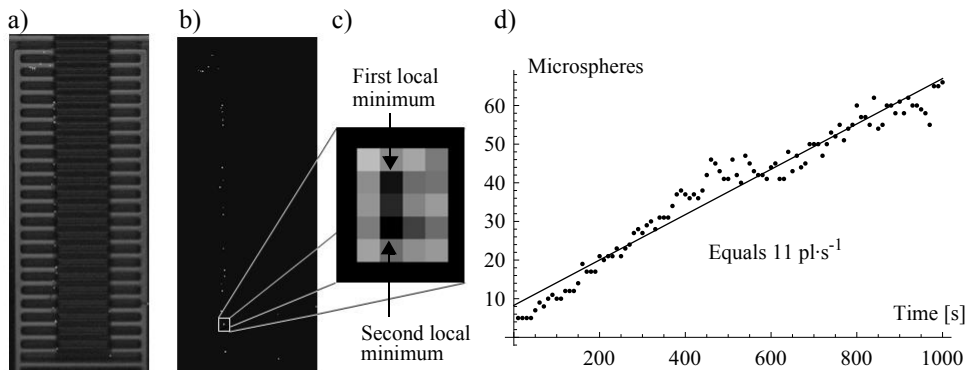 a)
b)
c)
d)
First local
minimum
Second local
minimum
Microspheres
60
50
40
30
20
10
Equals 11 pl·s⁻¹
Time [s]
200
400
600
800
1000